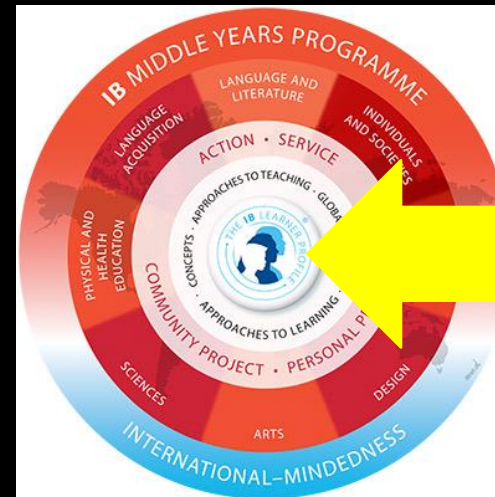 IB MIDDLE YEARS PROGRAMME
LANGUAGE AND
LITERATURE
LANGUAGE
ACQUISITION
INDIVIDUALS
AND SOCIETIES
PHYSICAL AND
HEALTH
EDUCATION
SCIENCES
ARTS
DESIGN
ACTION • SERVICE
COMMUNITY PROJECT • PERSONAL
APPROACHES TO TEACHING · GLOBA
CONCEPTS ·
· APPROACHES TO LEARNING ·
THE IB LEARNER PROFILE
®
INTERNATIONAL–MINDEDNESS